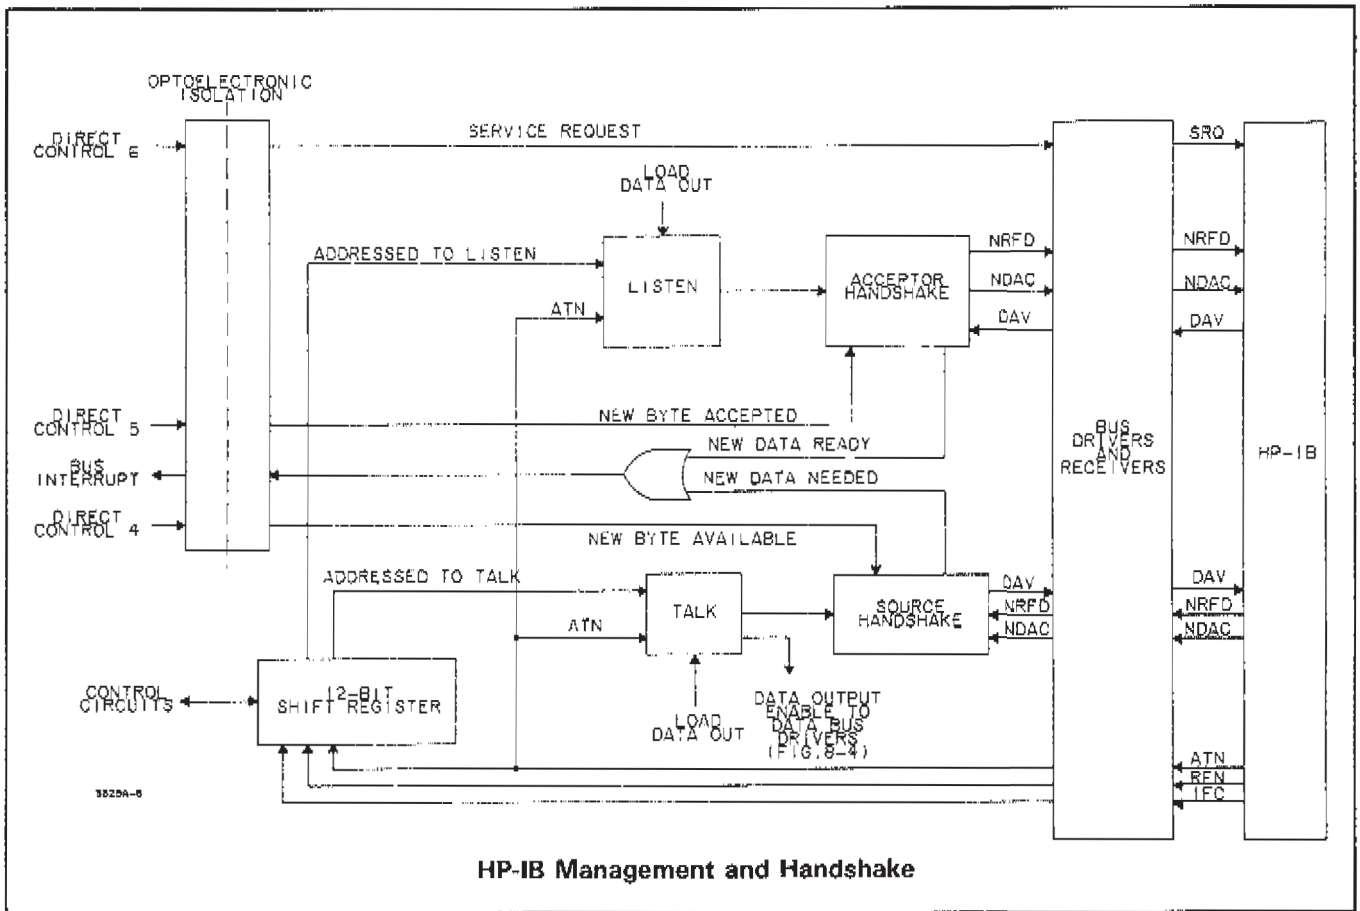 OPTOELECTRONIC
ISOLATION
DIRECT
CONTROL 6
SERVICE REQUEST
SRQ
LOAD
DATA OUT
ADDRESSED TO LISTEN
LISTEN
ATN
ACCEPTOR
HANDSHAKE
NRFD
NDAC
DAV
NRFD
NDAC
DAV
DIRECT
CONTROL 5
NEW BYTE ACCEPTED
BUS
INTERRUPT
NEW DATA READY
NEW DATA NEEDED
BUS
DRIVERS
AND
RECEIVERS
HP-IB
DIRECT
CONTROL 4
NEW BYTE AVAILABLE
ADDRESSED TO TALK
TALK
ATN
SOURCE
HANDSHAKE
DAV
NRFD
NDAC
DAV
NRFD
NDAC
CONTROL
CIRCUITS
12-BIT
SHIFT REGISTER
LOAD
DATA OUT
DATA OUTPUT
ENABLE TO
DATA BUS
DRIVERS
(FIG.8-4)
ATN
REN
IFC
HP-IB Management and Handshake